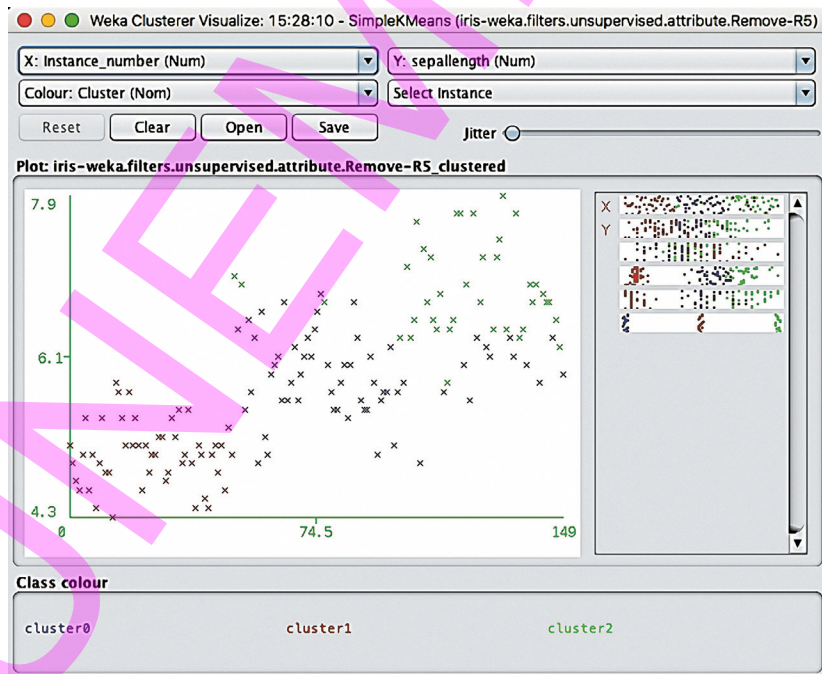 Weka Clusterer Visualize: 15:28:10 - SimpleKMeans (iris-weka.filters.unsupervised.attribute.Remove-R5)
X: Instance_number (Num)
Y: sepallength (Num)
Colour: Cluster (Nom)
Select Instance
Reset
Clear
Open
Save
Jitter
Plot: iris-weka.filters.unsupervised.attribute.Remove-R5_clustered
7.9
6.1
4.3
0
74.5
149
X
Y
Class colour
cluster0
cluster1
cluster2